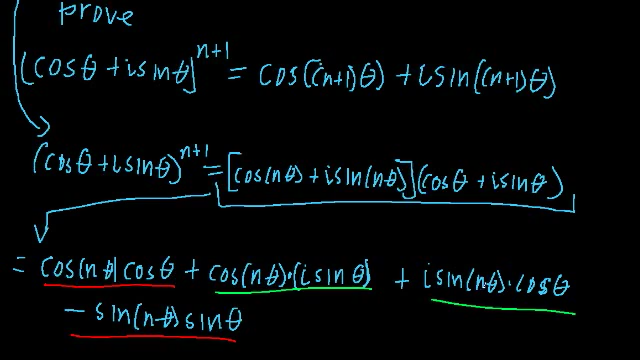 prove
[cosθ + isinθ]^{n+1} = cos((n+1)θ) + isin((n+1)θ)
(cosθ + isinθ)^{n+1} = [cos(nθ) + isin(nθ)](cosθ + isinθ)
= cos(nθ) cosθ + cos(nθ)·(isinθ) + isin(nθ)·cosθ
- sin(nθ) sinθ